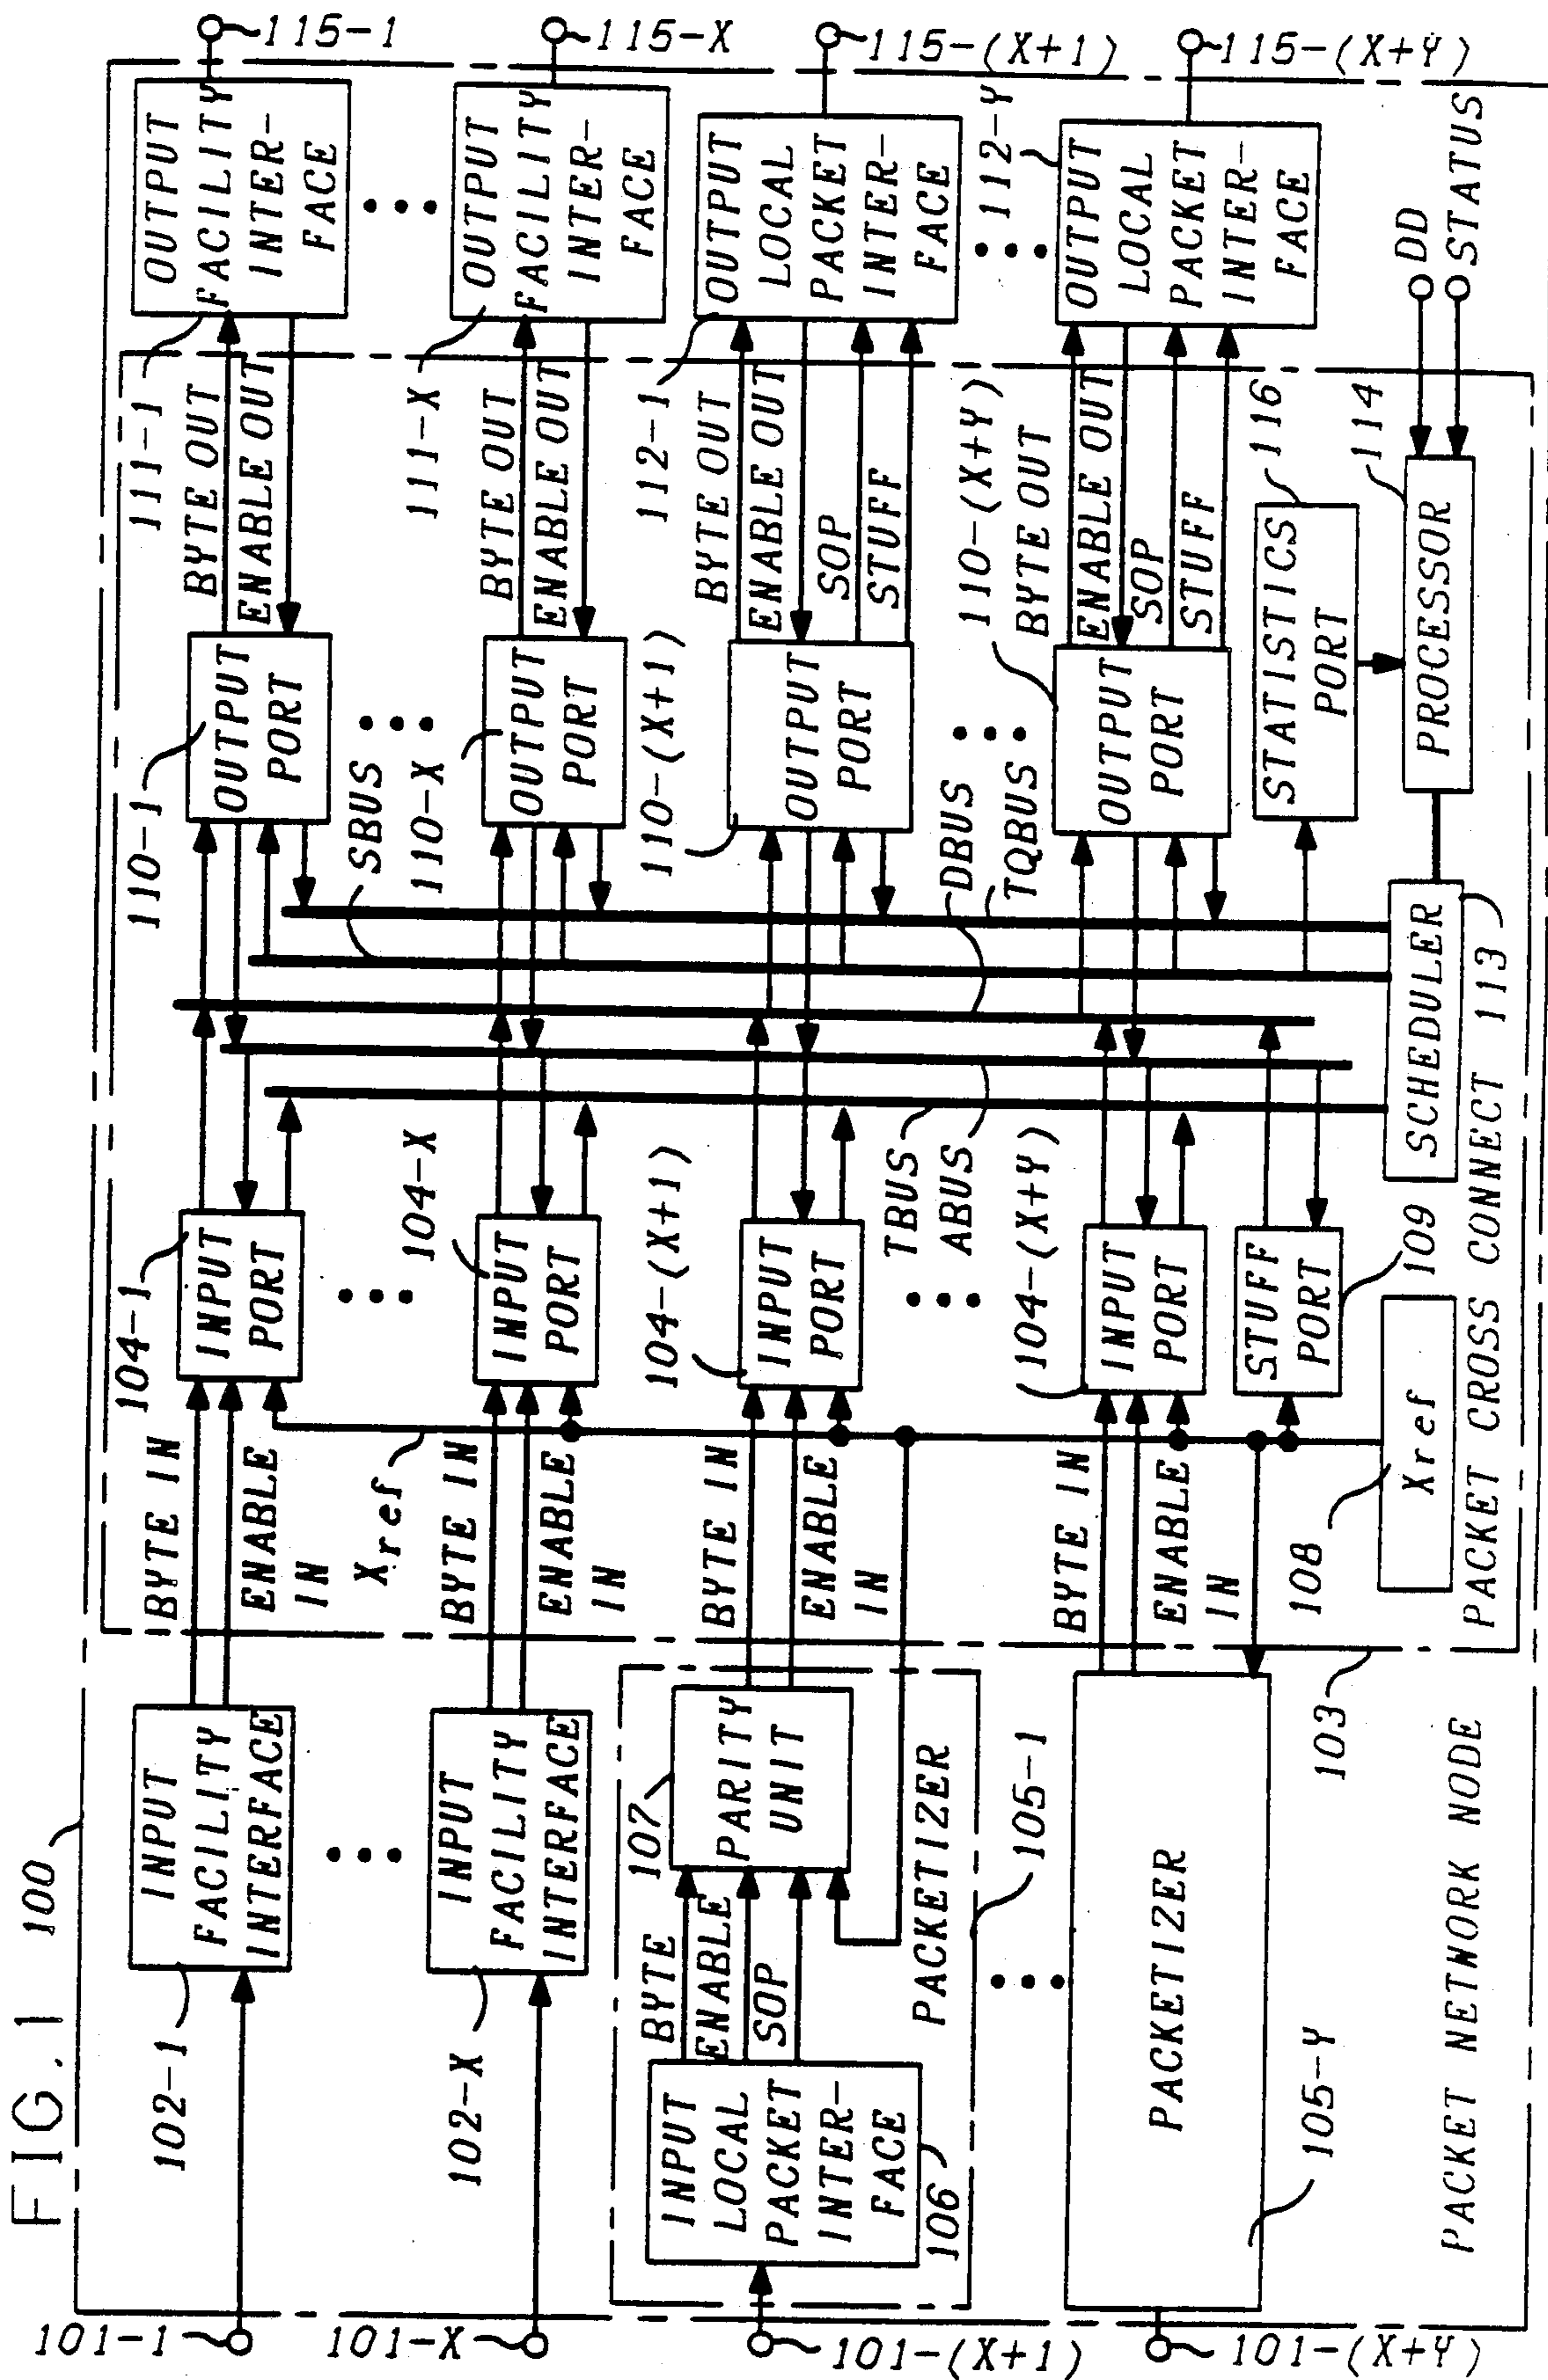 FIG. 1
100
101-1
102-1
INPUT
FACILITY
INTERFACE
BYTE IN
ENABLE
IN
104-1
INPUT
PORT
110-1
OUTPUT
PORT
BYTE OUT
ENABLE OUT
111-1
OUTPUT
FACILITY
INTER-
FACE
115-1
Xref
SBUS
101-X
102-X
INPUT
FACILITY
INTERFACE
BYTE IN
ENABLE
IN
104-X
INPUT
PORT
110-X
OUTPUT
PORT
BYTE OUT
ENABLE OUT
111-X
OUTPUT
FACILITY
INTER-
FACE
115-X
101-(X+1)
INPUT
LOCAL
PACKET
INTER-
FACE
106
BYTE
ENABLE
SOP
107
PARITY
UNIT
PACKETIZER
105-1
BYTE IN
ENABLE
IN
104-(X+1)
INPUT
PORT
TBUS
ABUS
110-(X+1)
OUTPUT
PORT
DBUS
TQBUS
BYTE OUT
ENABLE OUT
SOP
STUFF
112-1
OUTPUT
LOCAL
PACKET
INTER-
FACE
115-(X+1)
101-(X+Y)
PACKETIZER
105-Y
BYTE IN
ENABLE
IN
104-(X+Y)
INPUT
PORT
110-(X+Y)
OUTPUT
PORT
BYTE OUT
ENABLE OUT
SOP
STUFF
112-Y
OUTPUT
LOCAL
PACKET
INTER-
FACE
115-(X+Y)
STUFF
PORT
109
STATISTICS
PORT
116
108
Xref
SCHEDULER
PROCESSOR
114
DD
STATUS
103
PACKET CROSS CONNECT 113
PACKET NETWORK NODE